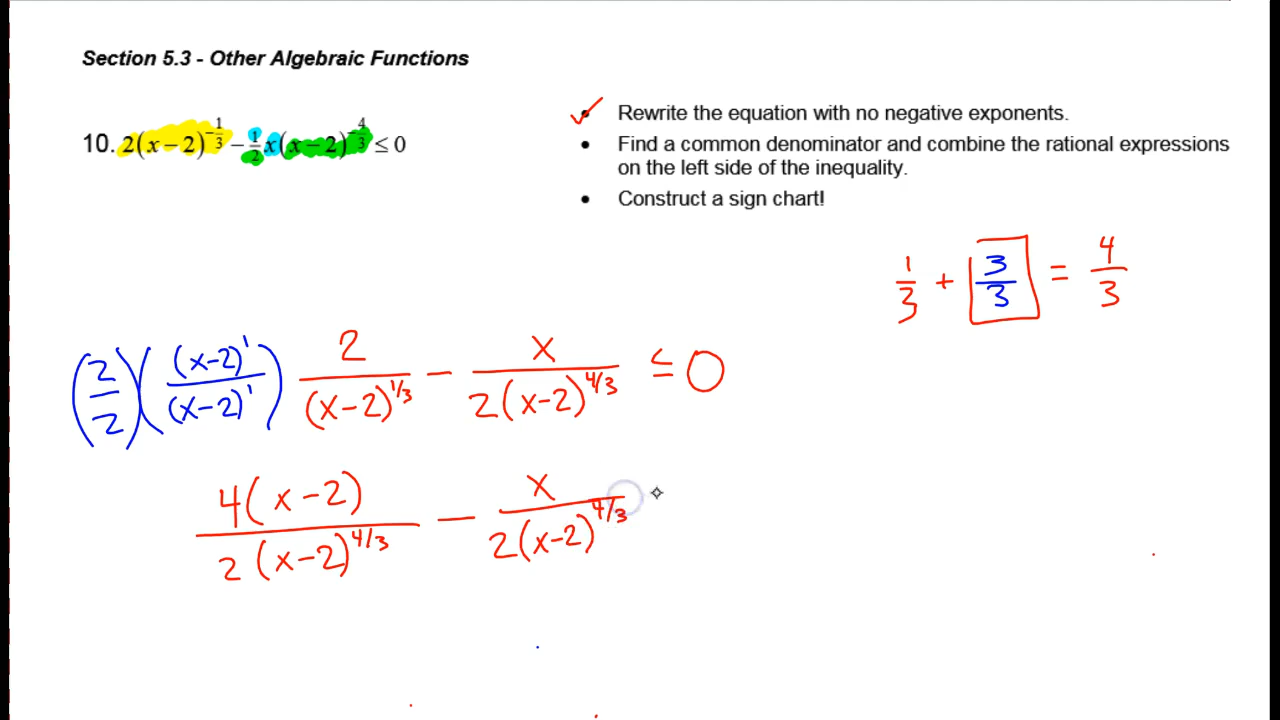 Section 5.3 - Other Algebraic Functions
10. 2(x − 2)^(−1/3) − 1/2 x(x − 2)^(−4/3) ≤ 0
✓ Rewrite the equation with no negative exponents.
• Find a common denominator and combine the rational expressions
on the left side of the inequality.
• Construct a sign chart!
1/3 + 3/3 = 4/3
(2/2)((x−2)^1/(x−2)^1) 2/(x−2)^(1/3) − x/(2(x−2)^(4/3)) ≤ 0
4(x−2)/(2(x−2)^(4/3)) − x/(2(x−2)^(4/3))